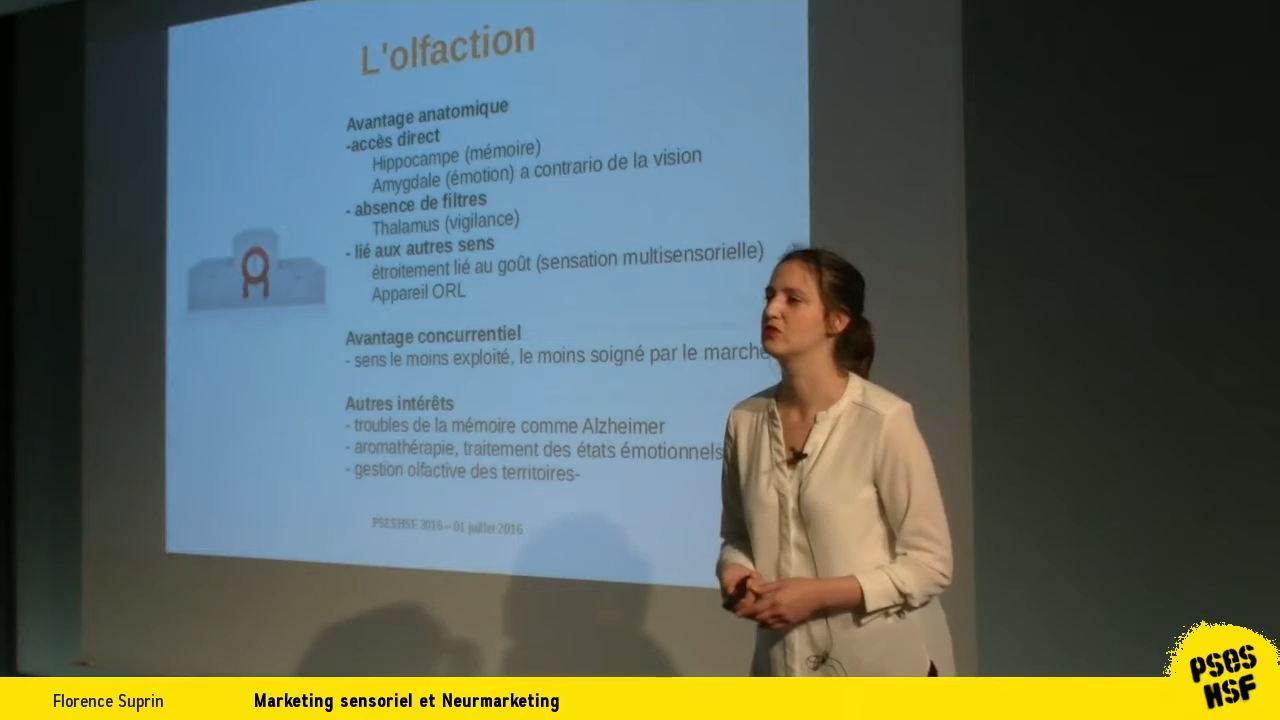 L'olfaction
Avantage anatomique
-accès direct
Hippocampe (mémoire)
Amygdale (émotion) a contrario de la vision
- absence de filtres
Thalamus (vigilance)
- lié aux autres sens
étroitement lié au goût (sensation multisensorielle)
Appareil ORL
Avantage concurrentiel
- sens le moins exploité, le moins soigné par le marché
Autres intérêts
- troubles de la mémoire comme Alzheimer
- aromathérapie, traitement des états émotionnels
- gestion olfactive des territoires-
PSESHSF 2016 – 01 juillet 2016
Florence Suprin
Marketing sensoriel et Neurmarketing
PSES
HSF